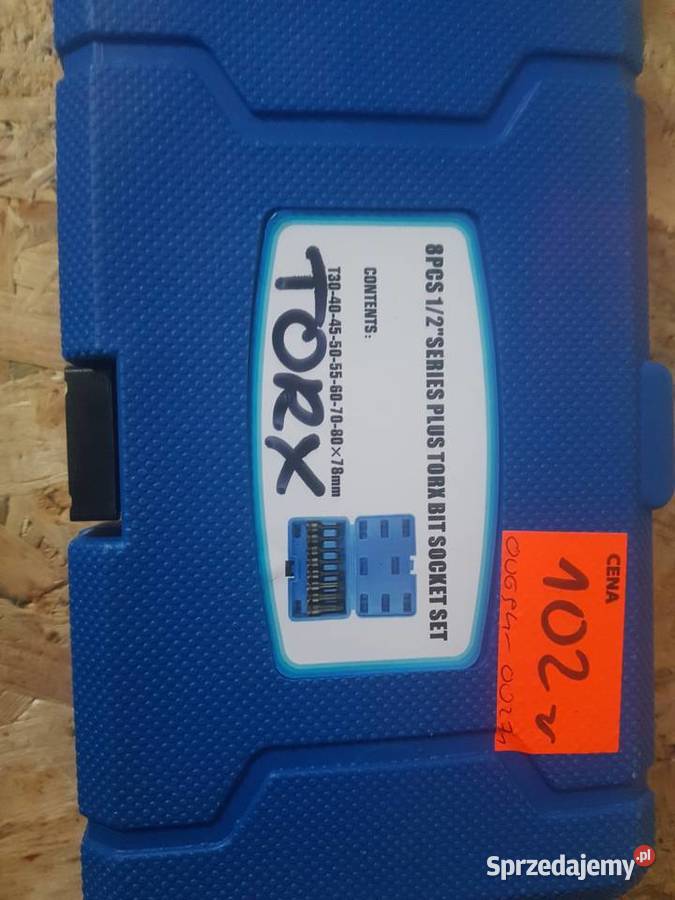 8PCS 1/2"SERIES PLUS TORX BIT SOCKET SET
CONTENTS:
T30-40-45-50-55-60-70-80×78mm
TORX
CENA
102
Sprzedajemy.pl